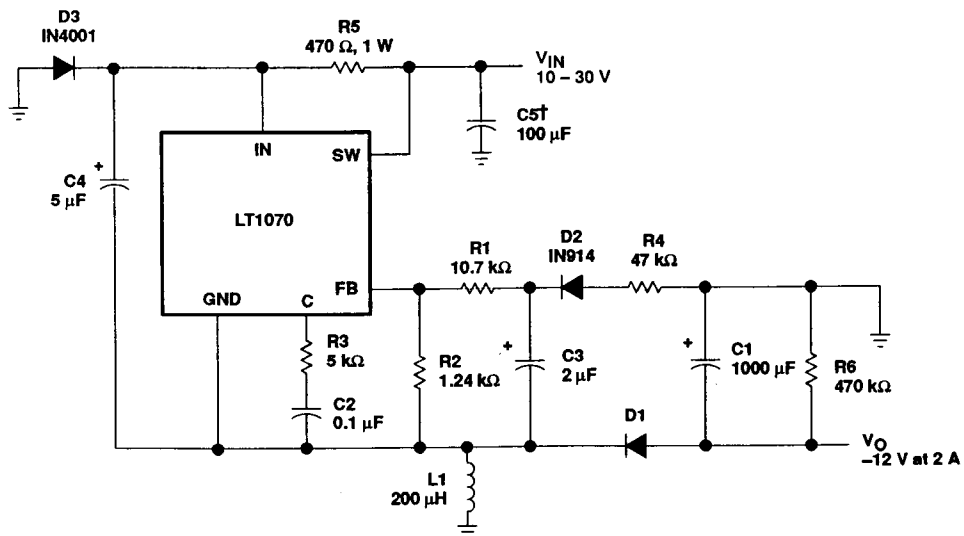 D3
IN4001
R5
470 Ω, 1 W
VIN
10 – 30 V
C5†
100 µF
IN
SW
C4
5 µF
+
LT1070
GND
C
FB
R1
10.7 kΩ
D2
IN914
R4
47 kΩ
R3
5 kΩ
C2
0.1 µF
R2
1.24 kΩ
+
C3
2 µF
+
C1
1000 µF
R6
470 kΩ
D1
VO
–12 V at 2 A
L1
200 µH